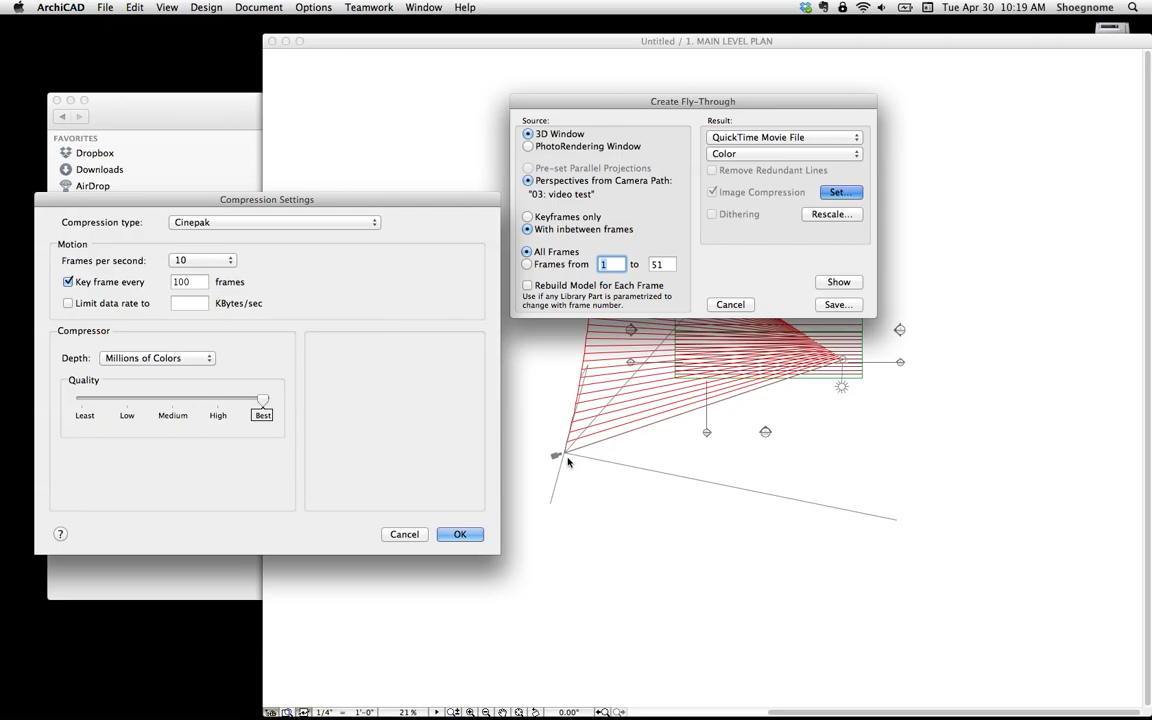 ArchiCAD File Edit View Design Document Options Teamwork Window Help Tue Apr 30 10:19 AM Shoegnome
Untitled / 1. MAIN LEVEL PLAN
FAVORITES
Dropbox
Downloads
AirDrop
Compression Settings
Compression type: Cinepak
Motion
Frames per second: 10
Key frame every 100 frames
Limit data rate to KBytes/sec
Compressor
Depth: Millions of Colors
Quality
Least Low Medium High Best
? Cancel OK
Create Fly-Through
Source:
3D Window
PhotoRendering Window
Pre-set Parallel Projections
Perspectives from Camera Path:
"03: video test"
Keyframes only
With inbetween frames
All Frames
Frames from 1 to 51
Rebuild Model for Each Frame
Use if any Library Part is parametrized to
change with frame number.
Result:
QuickTime Movie File
Color
Remove Redundant Lines
Image Compression Set...
Dithering Rescale...
Show
Cancel Save...
1/4" = 1'-0" 21% 0.00°